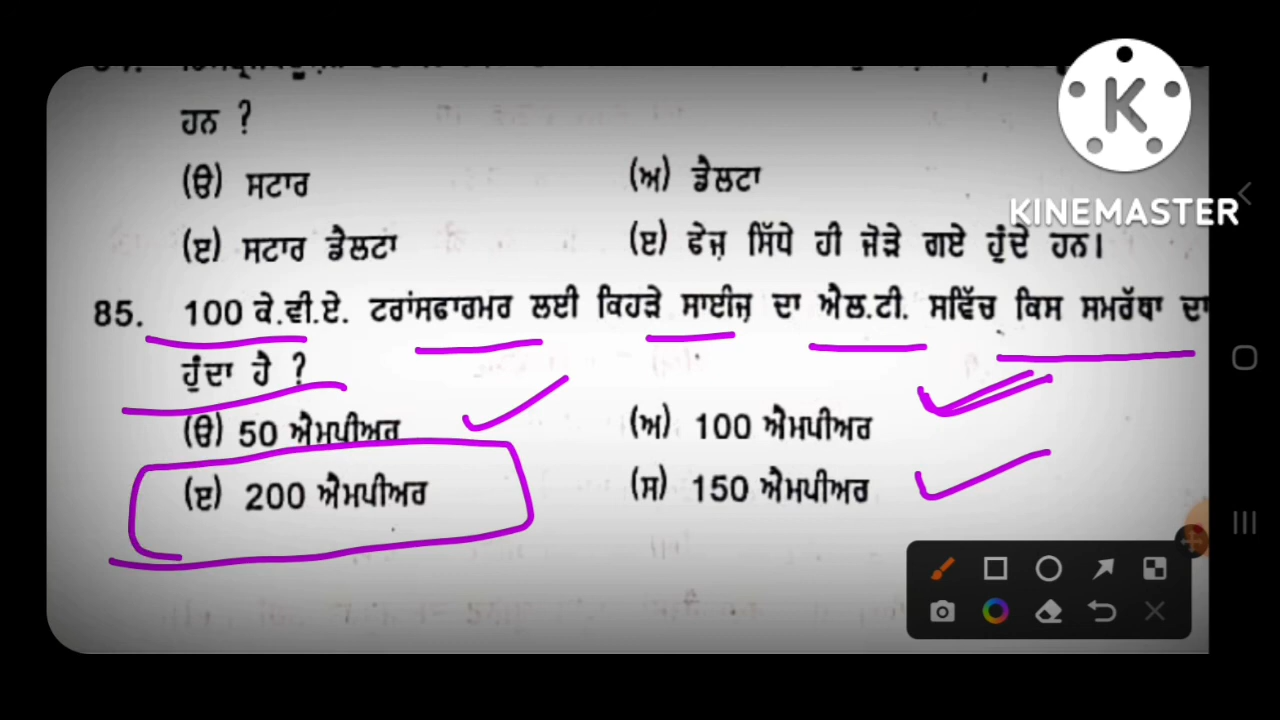 ਹਨ ?
(ੳ) ਸਟਾਰ (ਅ) ਡੈਲਟਾ
(ੲ) ਸਟਾਰ ਡੈਲਟਾ (ੲ) ਫੇਜ਼ ਸਿੱਧੇ ਹੀ ਜੋੜੇ ਗਏ ਹੁੰਦੇ ਹਨ।
85. 100 ਕੇ.ਵੀ.ਏ. ਟਰਾਂਸਫਾਰਮਰ ਲਈ ਕਿਹੜੇ ਸਾਈਜ਼ ਦਾ ਐਲ.ਟੀ. ਸਵਿੱਚ ਕਿਸ ਸਮਰੱਥਾ ਦਾ
ਹੁੰਦਾ ਹੈ ?
(ੳ) 50 ਐਮਪੀਅਰ (ਅ) 100 ਐਮਪੀਅਰ
(ੲ) 200 ਐਮਪੀਅਰ (ਸ) 150 ਐਮਪੀਅਰ
K
KINEMASTER